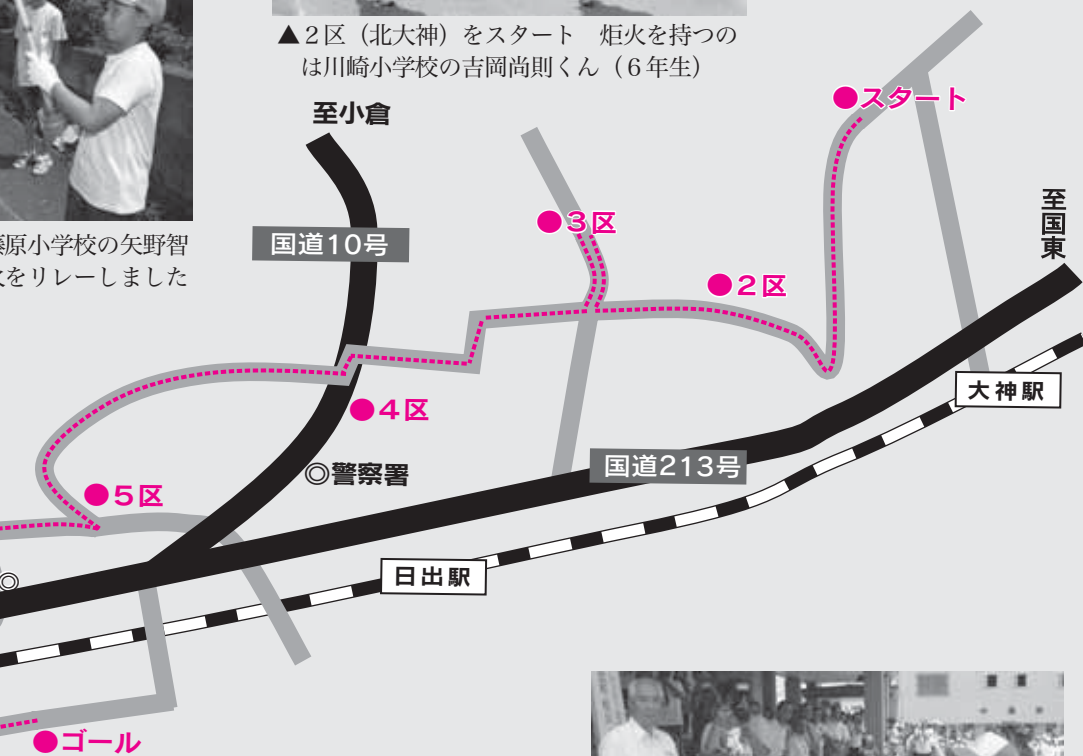 ▲2区（北大神）をスタート　炬火を持つの
は川崎小学校の吉岡尚則くん（6年生）
原小学校の矢野智
をリレーしました
至小倉
●スタート
至国東
●3区
国道10号
●2区
大神駅
●4区
国道213号
◎警察署
●5区
日出駅
◎
●ゴール